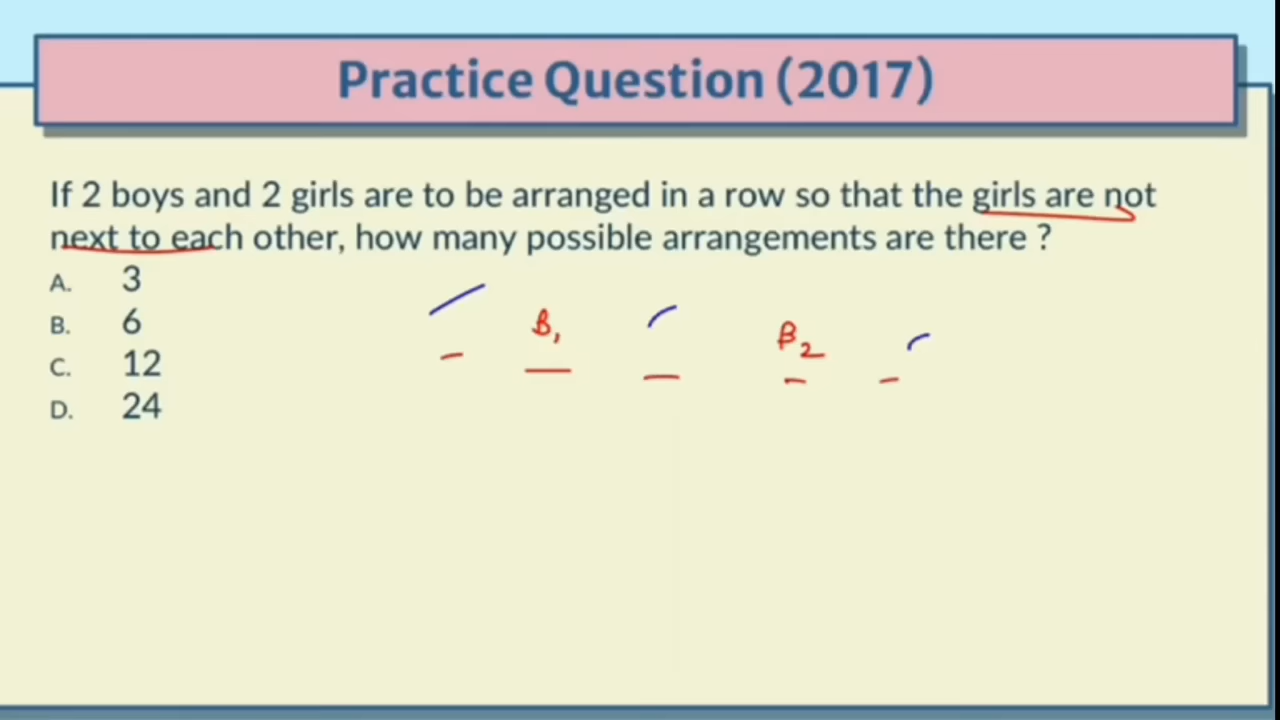 Practice Question (2017)
If 2 boys and 2 girls are to be arranged in a row so that the girls are not
next to each other, how many possible arrangements are there ?
A. 3
B. 6
C. 12
D. 24
B₁ B₂